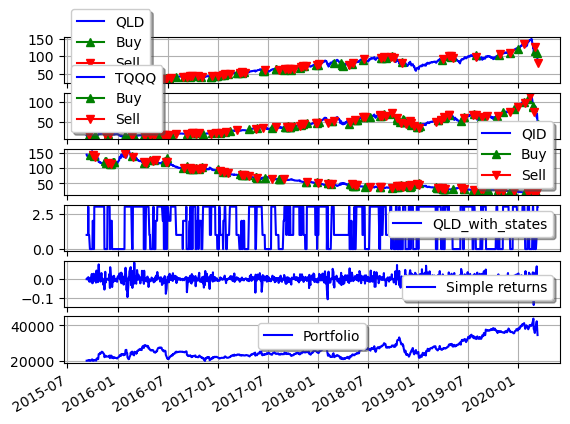 QLD
Buy
Sell
150
100
50
TQQQ
Buy
Sell
100
50
QID
Buy
Sell
150
100
50
QLD_with_states
2.5
0.0
Simple returns
0.0
−0.1
Portfolio
40000
20000
2015-07 2016-01 2016-07 2017-01 2017-07 2018-01 2018-07 2019-01 2019-07 2020-01